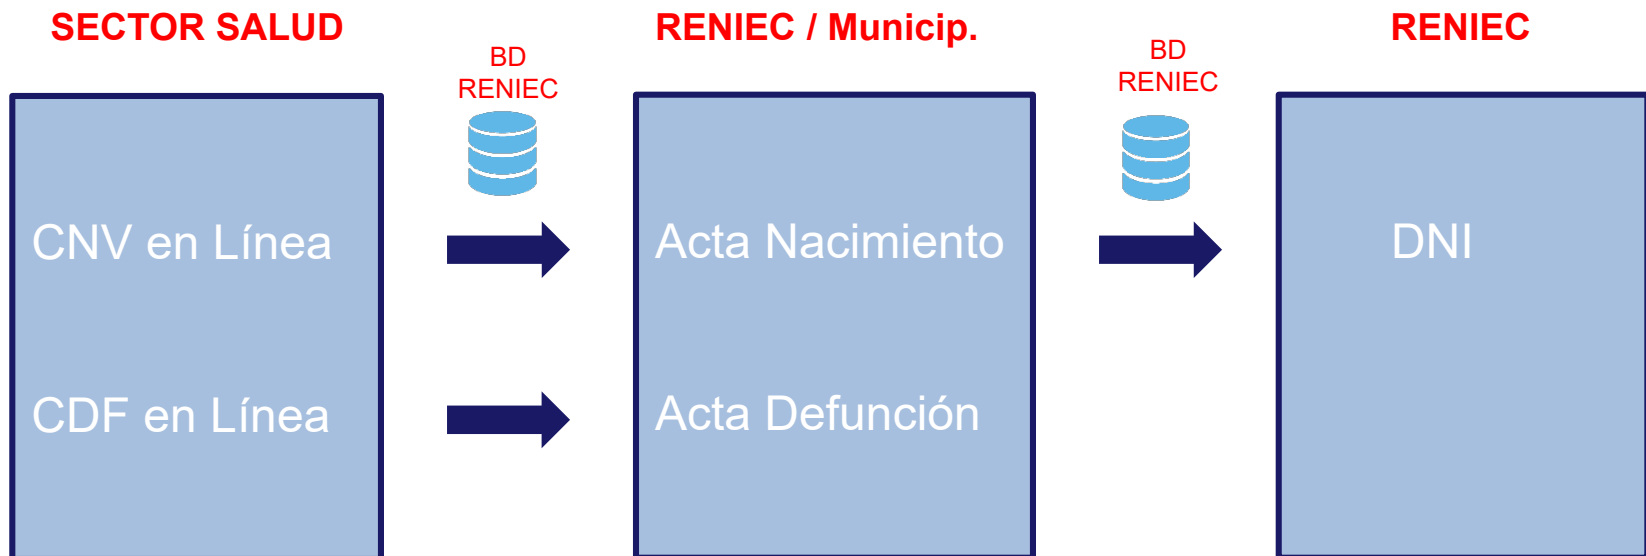 SECTOR SALUD
BD
RENIEC
RENIEC / Municip.
BD
RENIEC
RENIEC
CNV en Línea
Acta Nacimiento
DNI
CDF en Línea
Acta Defunción